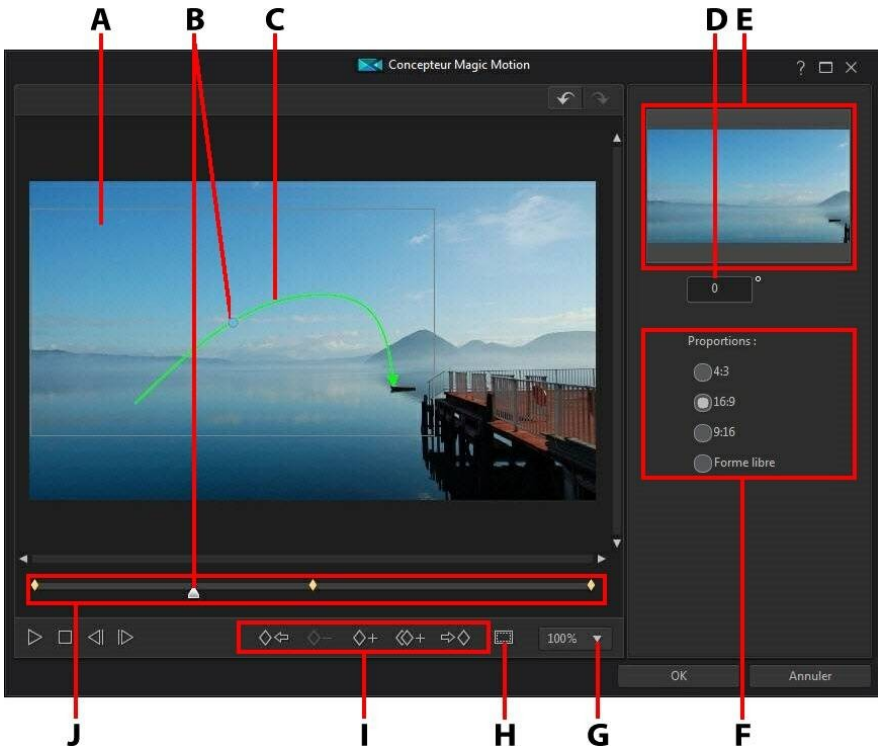 A B C D E
Concepteur Magic Motion
?
0 °
Proportions :
4:3
16:9
9:16
Forme libre
100%
OK Annuler
J I H G F